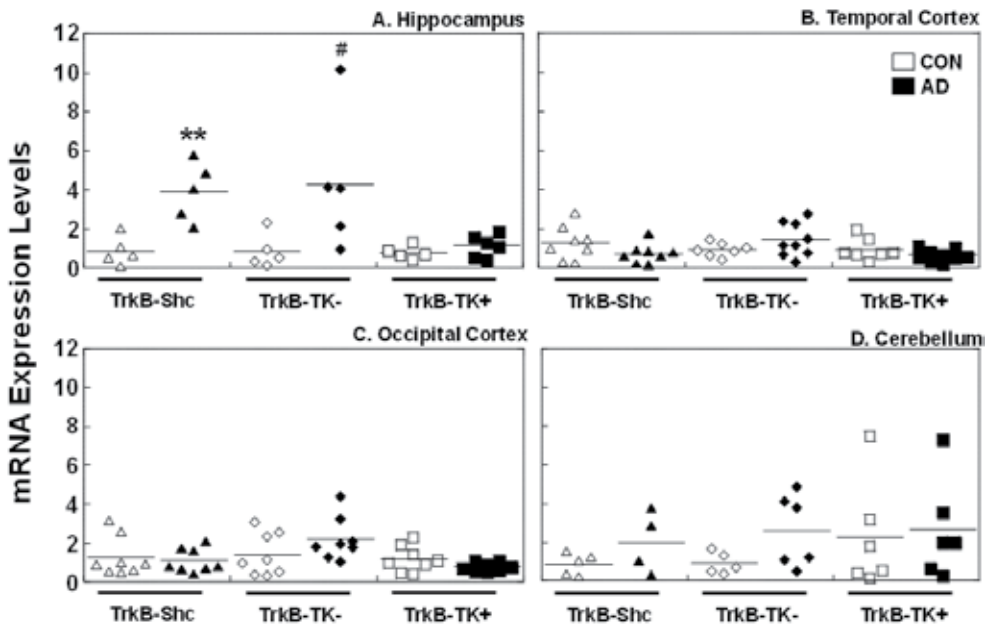 A. Hippocampus
B. Temporal Cortex
12
10
8
6
4
2
0
#
**
CON
AD
TrkB-Shc TrkB-TK- TrkB-TK+ TrkB-Shc TrkB-TK- TrkB-TK+
mRNA Expression Levels
C. Occipital Cortex
D. Cerebellum
12
10
8
6
4
2
0
TrkB-Shc TrkB-TK- TrkB-TK+ TrkB-Shc TrkB-TK- TrkB-TK+